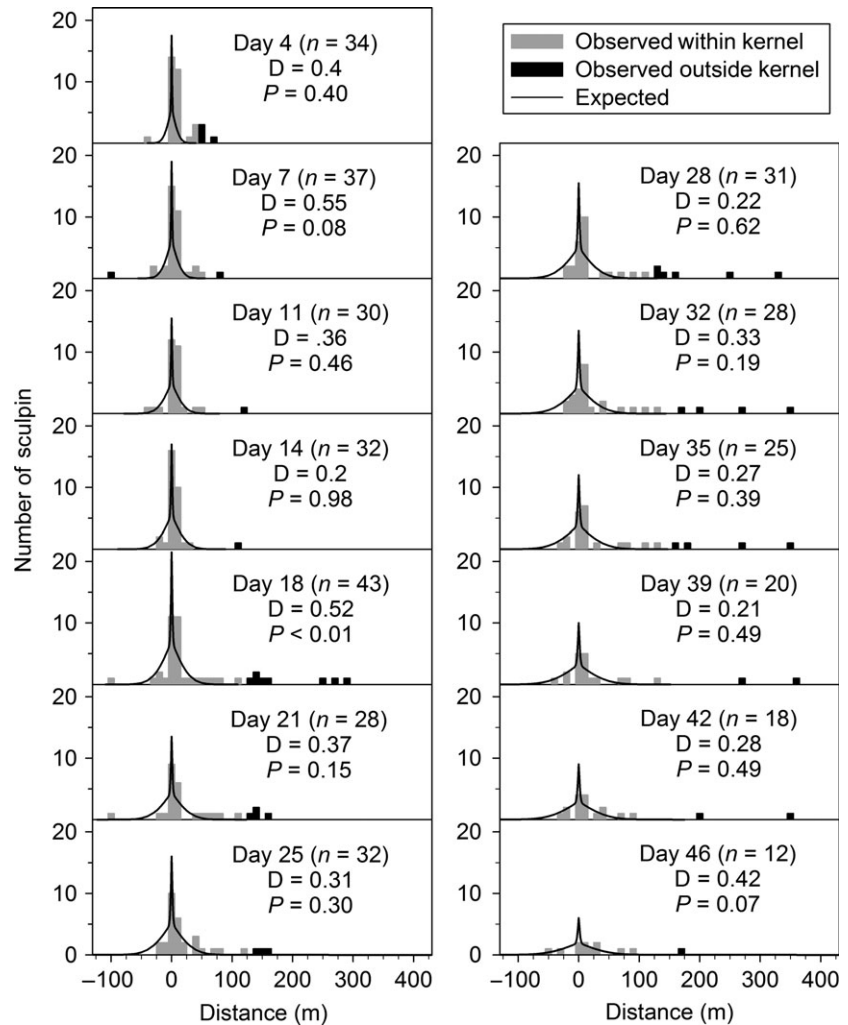 Number of sculpin
20
10
Day 4 (n = 34)
D = 0.4
P = 0.40
20
10
Day 7 (n = 37)
D = 0.55
P = 0.08
20
10
Day 11 (n = 30)
D = .36
P = 0.46
20
10
Day 14 (n = 32)
D = 0.2
P = 0.98
20
10
Day 18 (n = 43)
D = 0.52
P < 0.01
20
10
Day 21 (n = 28)
D = 0.37
P = 0.15
20
10
0
Day 25 (n = 32)
D = 0.31
P = 0.30
−100 0 100 200 300 400
Distance (m)
Observed within kernel
Observed outside kernel
Expected
20
10
Day 28 (n = 31)
D = 0.22
P = 0.62
20
10
Day 32 (n = 28)
D = 0.33
P = 0.19
20
10
Day 35 (n = 25)
D = 0.27
P = 0.39
20
10
Day 39 (n = 20)
D = 0.21
P = 0.49
20
10
Day 42 (n = 18)
D = 0.28
P = 0.49
20
10
0
Day 46 (n = 12)
D = 0.42
P = 0.07
−100 0 100 200 300 400
Distance (m)